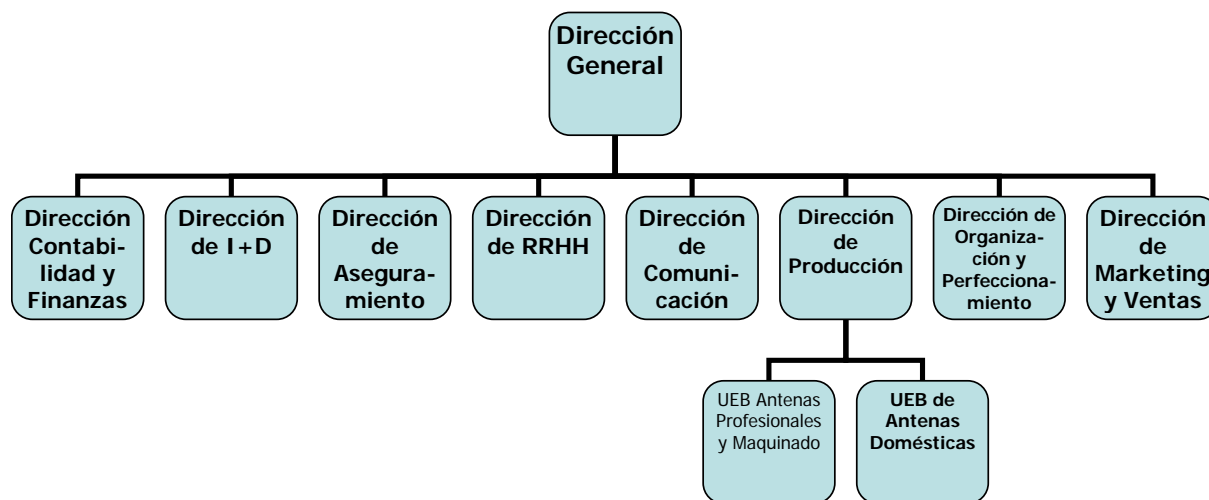 Dirección
General
Dirección
Contabi-
lidad y
Finanzas
Dirección
de I+D
Dirección
de
Asegura-
miento
Dirección
de RRHH
Dirección
de
Comuni-
cación
Dirección
de
Producción
Dirección de
Organiza-
ción y
Perfecciona-
miento
Dirección
de
Marketing
y Ventas
UEB Antenas
Profesionales
y Maquinado
UEB de
Antenas
Domésticas